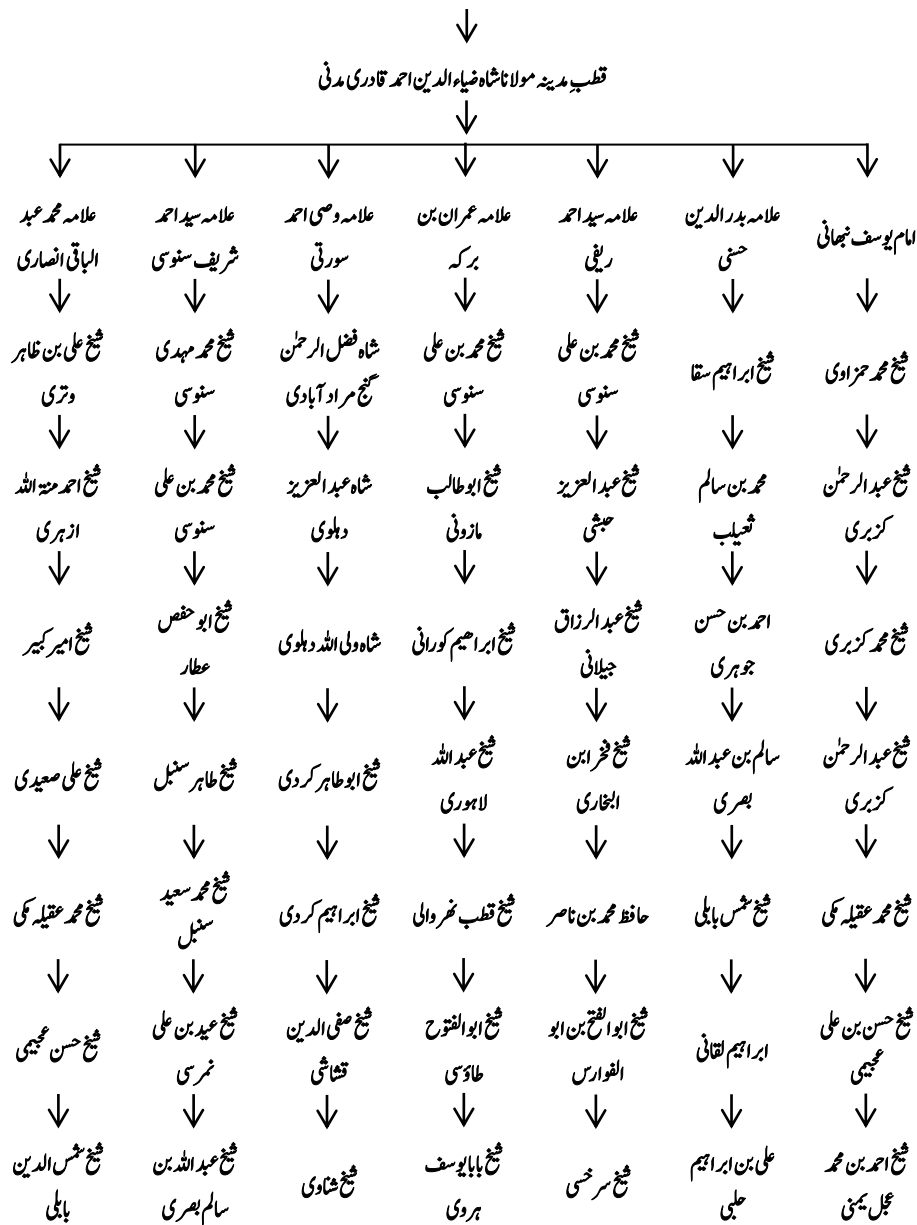 قطبِ مدینہ مولانا شاہ ضیاء الدین احمد قادری مدنی
امام یوسف نبھانی
علامہ بدر الدین
حسنی
علامہ سید احمد
ریفی
علامہ عمران بن
برکہ
علامہ وصی احمد
سورتی
علامہ سید احمد
شریف سنوسی
علامہ محمد عبد
الباقی انصاری
شیخ محمد حمزاوی
شیخ ابراہیم سقا
شیخ محمد بن علی
سنوسی
شیخ محمد بن علی
سنوسی
شاہ فضل الرحمٰن
گنج مراد آبادی
شیخ محمد مہدی
سنوسی
شیخ علی بن ظاہر
وتری
شیخ عبد الرحمٰن
کزبری
محمد بن سالم
ثعیلب
شیخ عبد العزیز
حبشی
شیخ ابو طالب
مازونی
شاہ عبد العزیز
دہلوی
شیخ محمد بن علی
سنوسی
شیخ احمد منۃ اللہ
ازہری
شیخ محمد کزبری
احمد بن حسن
جوہری
شیخ عبد الرزاق
جیلانی
شیخ ابراھیم کورانی
شاہ ولی اللہ دہلوی
شیخ ابو حفص
عطار
شیخ امیر کبیر
شیخ عبد الرحمٰن
کزبری
سالم بن عبد اللہ
بصری
شیخ فخر ابن
البخاری
شیخ عبد اللہ
لاہوری
شیخ ابو طاہر کردی
شیخ طاہر سنبل
شیخ علی صعیدی
شیخ محمد عقیلہ مکی
شیخ شمس بابلی
حافظ محمد بن ناصر
شیخ قطب نھروالی
شیخ ابراہیم کردی
شیخ محمد سعید
سنبل
شیخ محمد عقیلہ مکی
شیخ حسن بن علی
عجیمی
ابراہیم لقانی
شیخ ابو الفتح بن ابو
الفوارس
شیخ ابو الفتوح
طاؤسی
شیخ صفی الدین
قشاشی
شیخ عید بن علی
نمرسی
شیخ حسن عجیمی
شیخ احمد بن محمد
عجل یمنی
علی بن ابراہیم
حلبی
شیخ سرخسی
شیخ بابا یوسف
ہروی
شیخ شناوی
شیخ عبد اللہ بن
سالم بصری
شیخ شمس الدین
بابلی